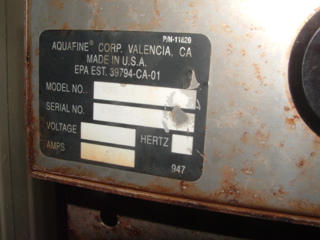 P/N-11820
AQUAFINE® CORP. VALENCIA, CA
MADE IN U.S.A.
EPA EST. 39794-CA-01
MODEL NO.
SERIAL NO. A
VOLTAGE HERTZ
AMPS
947